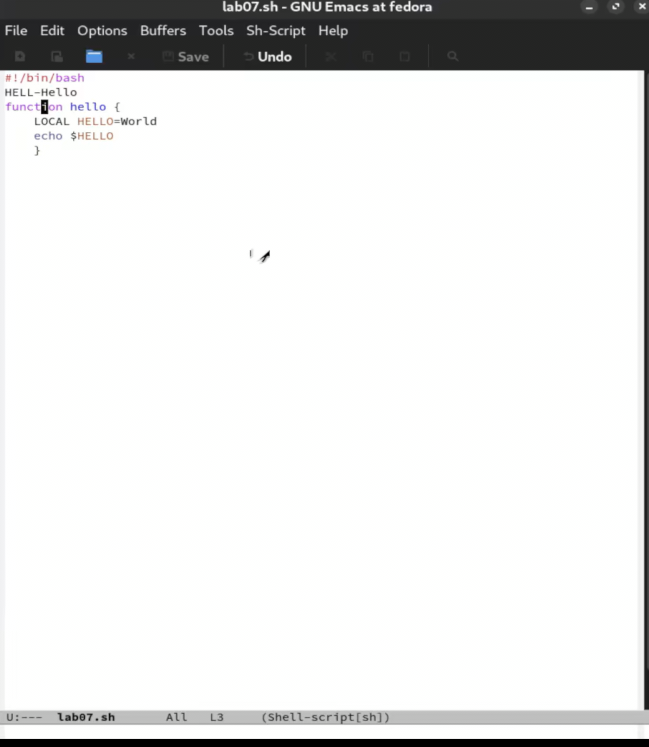 lab07.sh - GNU Emacs at fedora
File Edit Options Buffers Tools Sh-Script Help
Save Undo
#!/bin/bash
HELL-Hello
function hello {
    LOCAL HELLO=World
    echo $HELLO
    }
U:--- lab07.sh All L3 (Shell-script[sh])